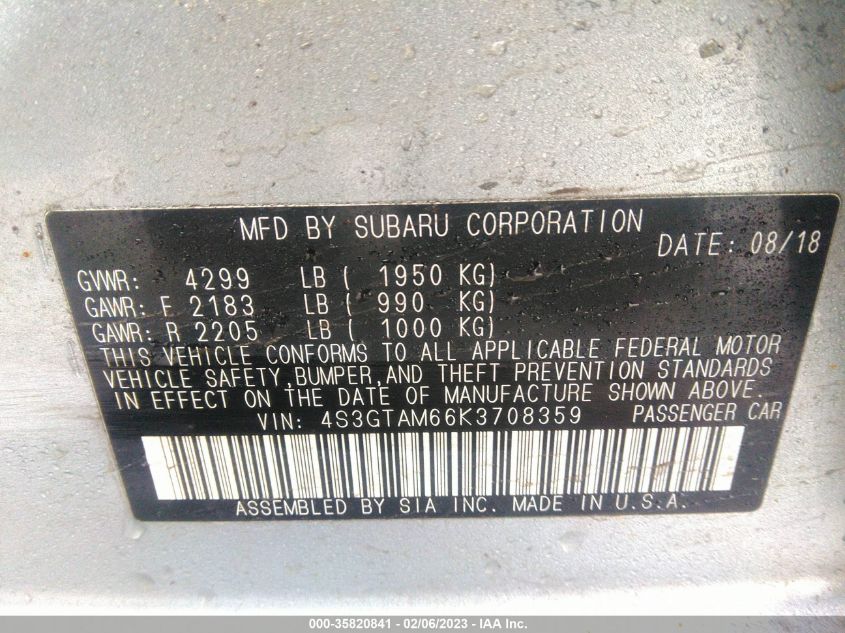 MFD BY SUBARU CORPORATION
DATE: 08/18
GVWR: 4299 LB ( 1950 KG)
GAWR: F 2183 LB ( 990 KG)
GAWR: R 2205 LB ( 1000 KG)
THIS VEHICLE CONFORMS TO ALL APPLICABLE FEDERAL MOTOR
VEHICLE SAFETY,BUMPER,AND THEFT PREVENTION STANDARDS
IN EFFECT ON THE DATE OF MANUFACTURE SHOWN ABOVE.
VIN: 4S3GTAM66K3708359 PASSENGER CAR
ASSEMBLED BY SIA INC. MADE IN U.S.A.
000-35820841 - 02/06/2023 - IAA Inc.